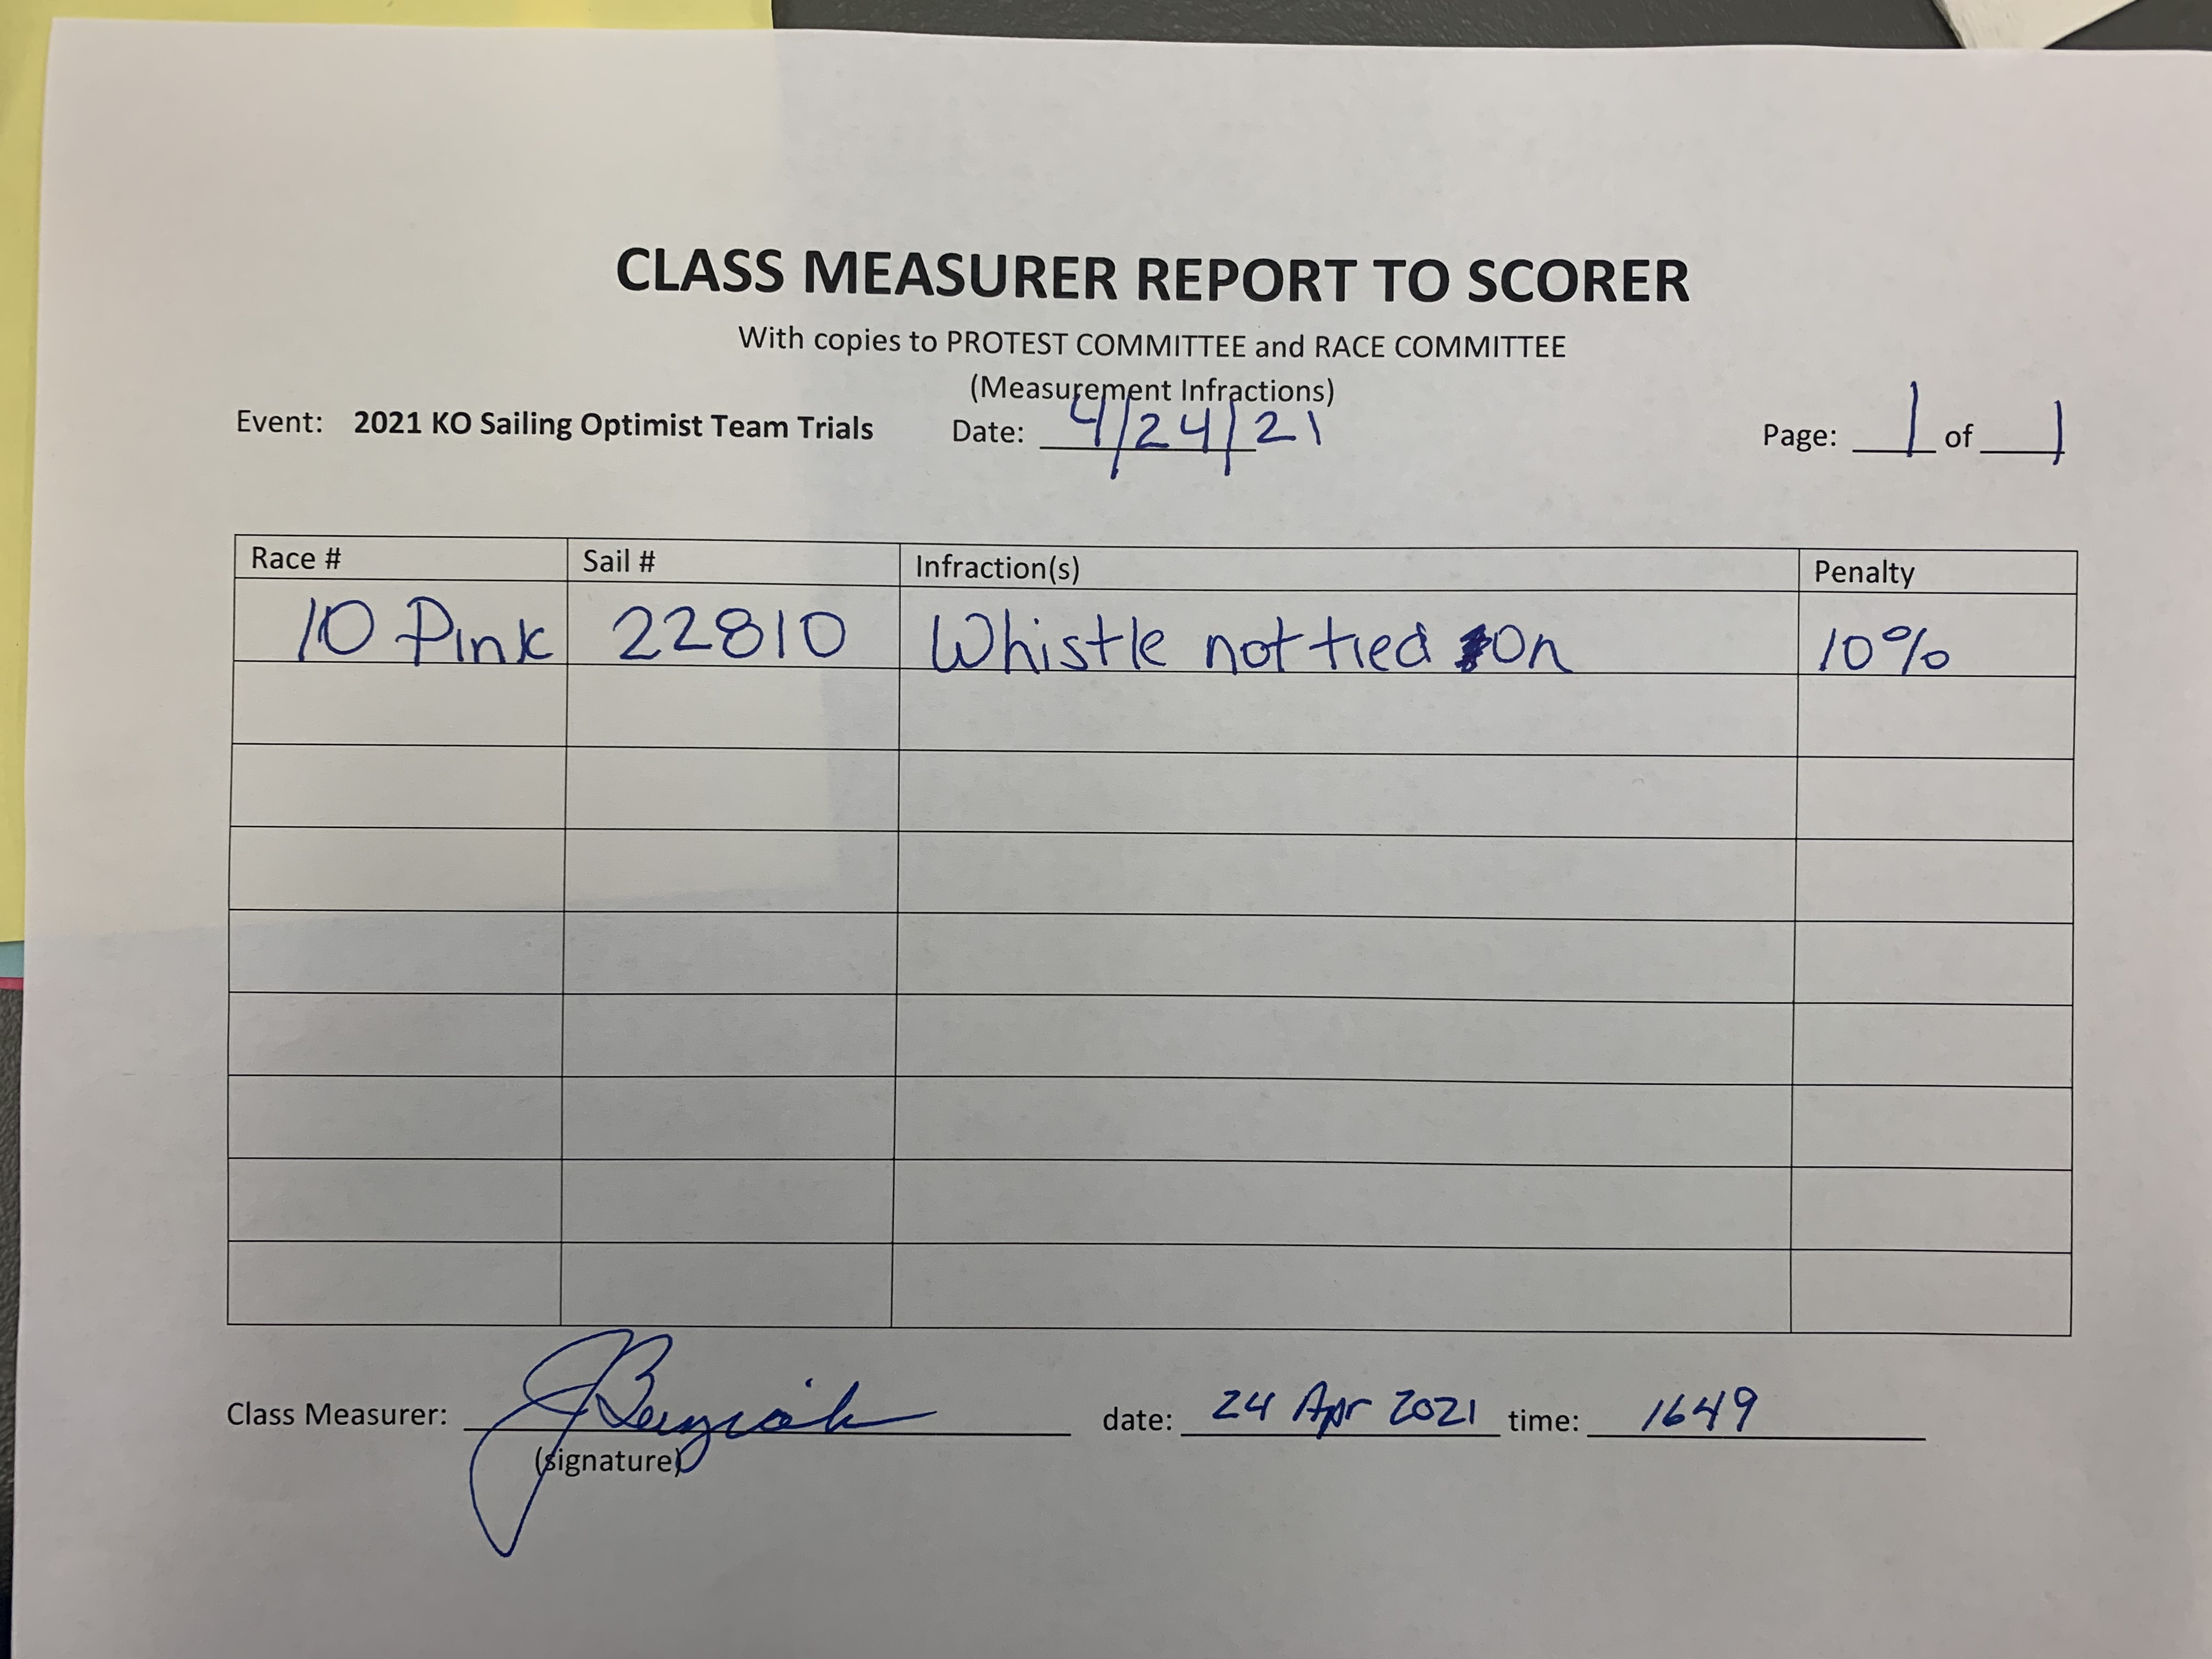 CLASS MEASURER REPORT TO SCORER
With copies to PROTEST COMMITTEE and RACE COMMITTEE
(Measurement Infractions)
Event: 2021 KO Sailing Optimist Team Trials Date: 4/24/21 Page: 1 of 1
Race # Sail # Infraction(s) Penalty
10 Pink 22810 Whistle not tied on 10%
Class Measurer: date: 24 Apr 2021 time: 1649
(signature)